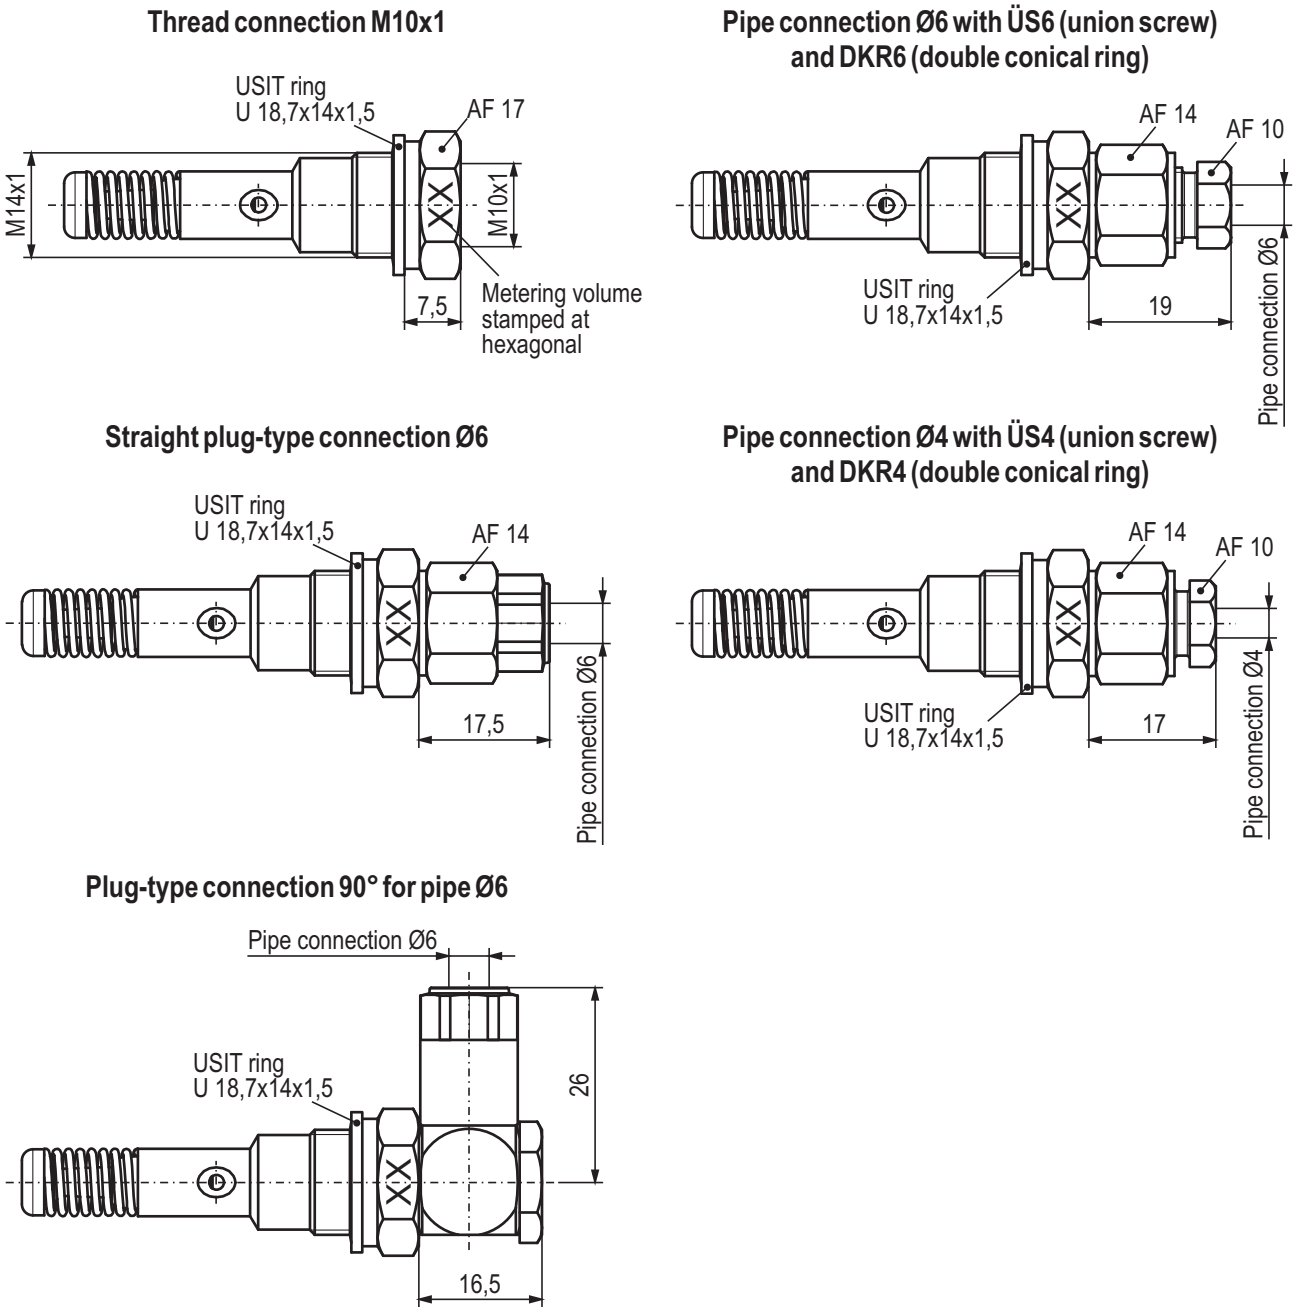 Thread connection M10x1
USIT ring
U 18,7x14x1,5
AF 17
M14x1
XX
M10x1
7,5
Metering volume
stamped at
hexagonal
Pipe connection Ø6 with ÜS6 (union screw)
and DKR6 (double conical ring)
AF 14
AF 10
XX
USIT ring
U 18,7x14x1,5
19
Pipe connection Ø6
Straight plug-type connection Ø6
USIT ring
U 18,7x14x1,5
AF 14
XX
17,5
Pipe connection Ø6
Pipe connection Ø4 with ÜS4 (union screw)
and DKR4 (double conical ring)
AF 14
AF 10
XX
USIT ring
U 18,7x14x1,5
17
Pipe connection Ø4
Plug-type connection 90° for pipe Ø6
Pipe connection Ø6
USIT ring
U 18,7x14x1,5
26
XX
16,5